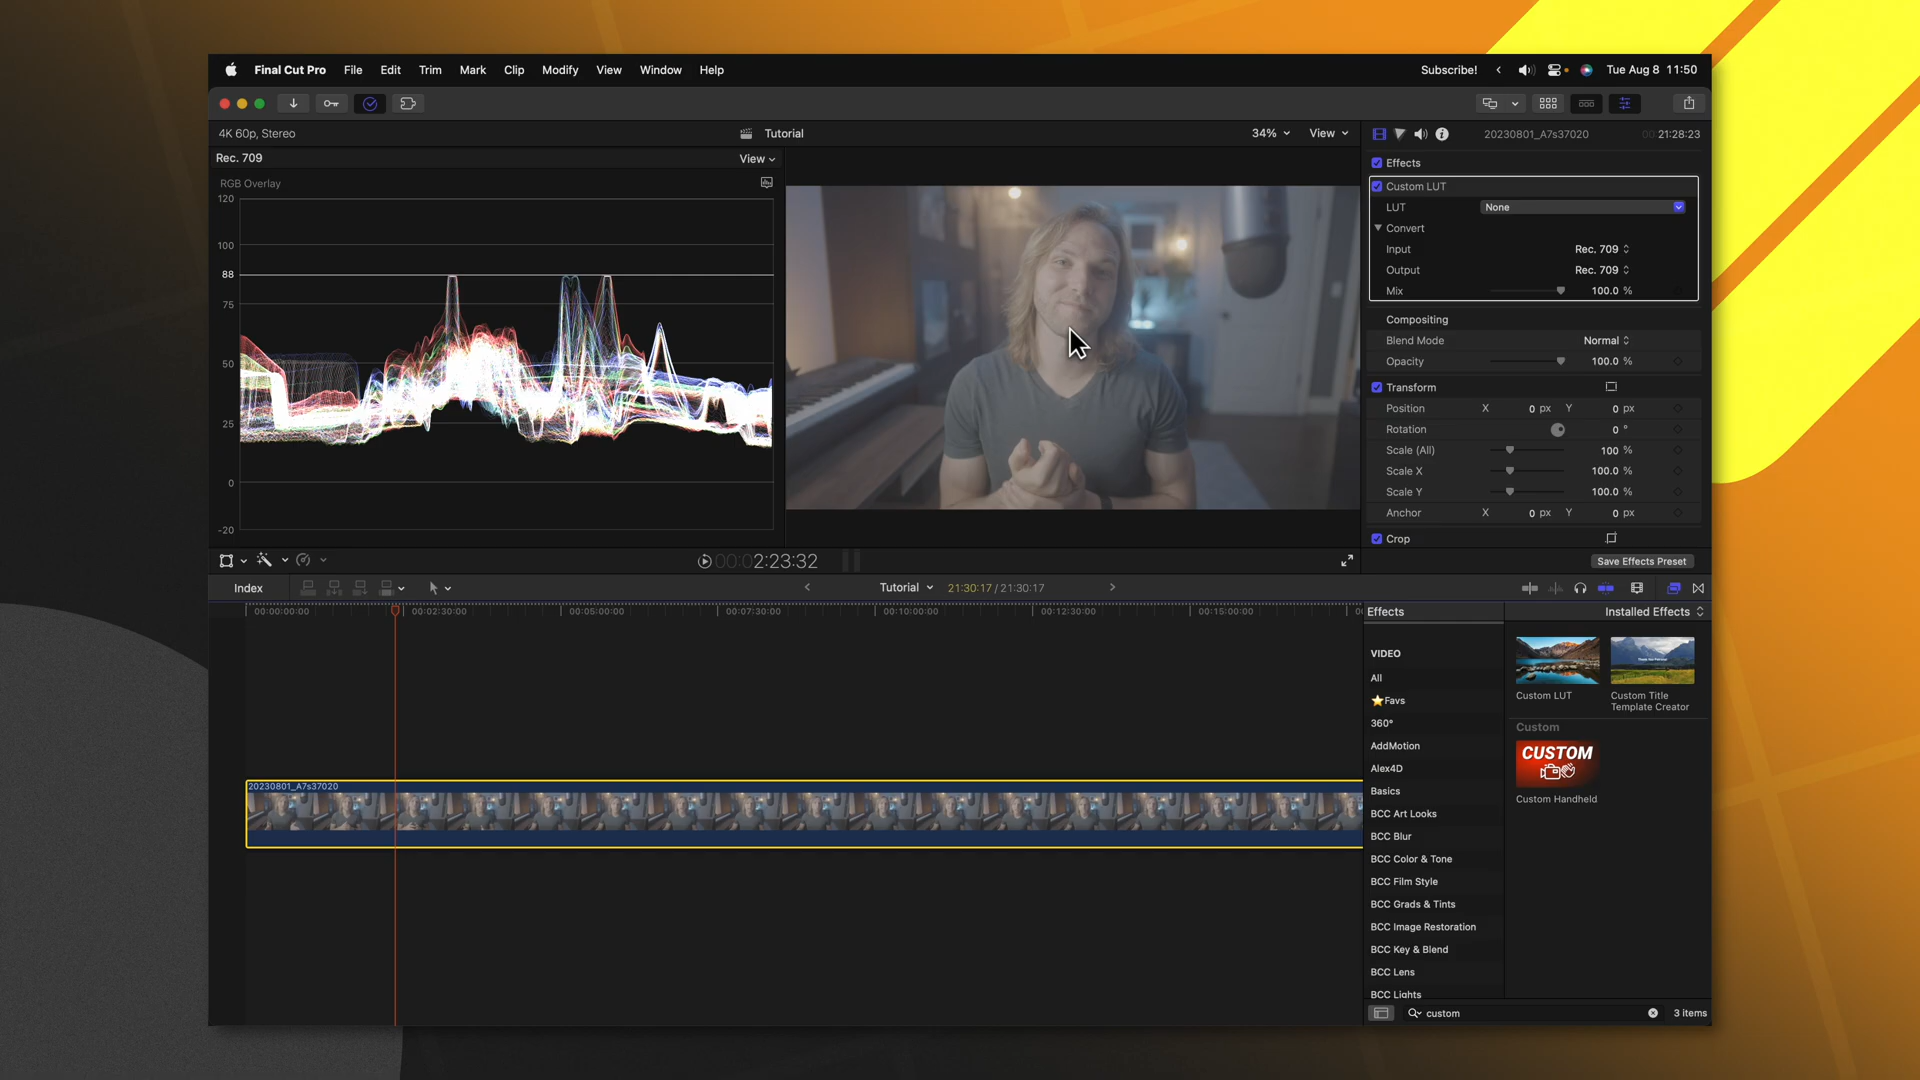 Final Cut Pro File Edit Trim Mark Clip Modify View Window Help Subscribe! Tue Aug 8 11:50
4K 60p, Stereo Tutorial 34% View 20230801_A7s37020 00:21:28:23
Rec. 709 View
RGB Overlay
120
100
88
75
50
25
0
-20
Effects
Custom LUT
LUT None
Convert
Input Rec. 709
Output Rec. 709
Mix 100.0 %
Compositing
Blend Mode Normal
Opacity 100.0 %
Transform
Position X 0 px Y 0 px
Rotation 0 °
Scale (All) 100 %
Scale X 100.0 %
Scale Y 100.0 %
Anchor X 0 px Y 0 px
Crop
00:02:23:32 Save Effects Preset
Index Tutorial 21:30:17 / 21:30:17
00:00:00:00 00:02:30:00 00:05:00:00 00:07:30:00 00:10:00:00 00:12:30:00 00:15:00:00
20230801_A7s37020
Effects Installed Effects
VIDEO
All
Favs
360°
AddMotion
Alex4D
Basics
BCC Art Looks
BCC Blur
BCC Color & Tone
BCC Film Style
BCC Grads & Tints
BCC Image Restoration
BCC Key & Blend
BCC Lens
BCC Lights
Custom LUT
Custom Title
Template Creator
Custom
CUSTOM
Custom Handheld
custom 3 items